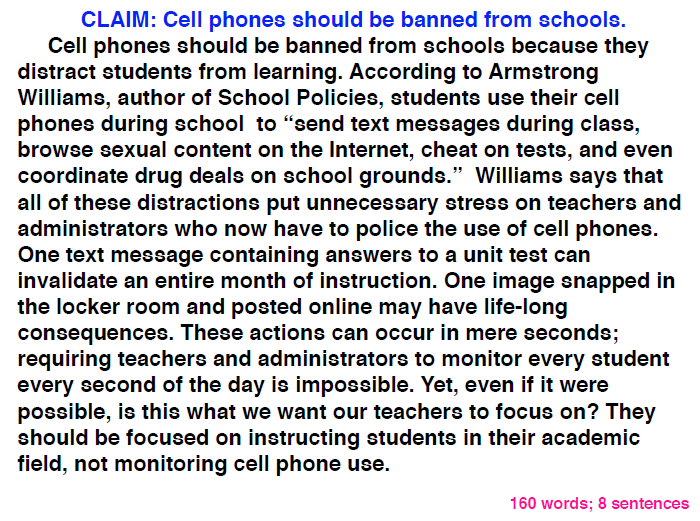 CLAIM: Cell phones should be banned from schools.
Cell phones should be banned from schools because they
distract students from learning. According to Armstrong
Williams, author of School Policies, students use their cell
phones during school  to “send text messages during class,
browse sexual content on the Internet, cheat on tests, and even
coordinate drug deals on school grounds.”  Williams says that
all of these distractions put unnecessary stress on teachers and
administrators who now have to police the use of cell phones.
One text message containing answers to a unit test can
invalidate an entire month of instruction. One image snapped in
the locker room and posted online may have life-long
consequences. These actions can occur in mere seconds;
requiring teachers and administrators to monitor every student
every second of the day is impossible. Yet, even if it were
possible, is this what we want our teachers to focus on? They
should be focused on instructing students in their academic
field, not monitoring cell phone use.
160 words; 8 sentences